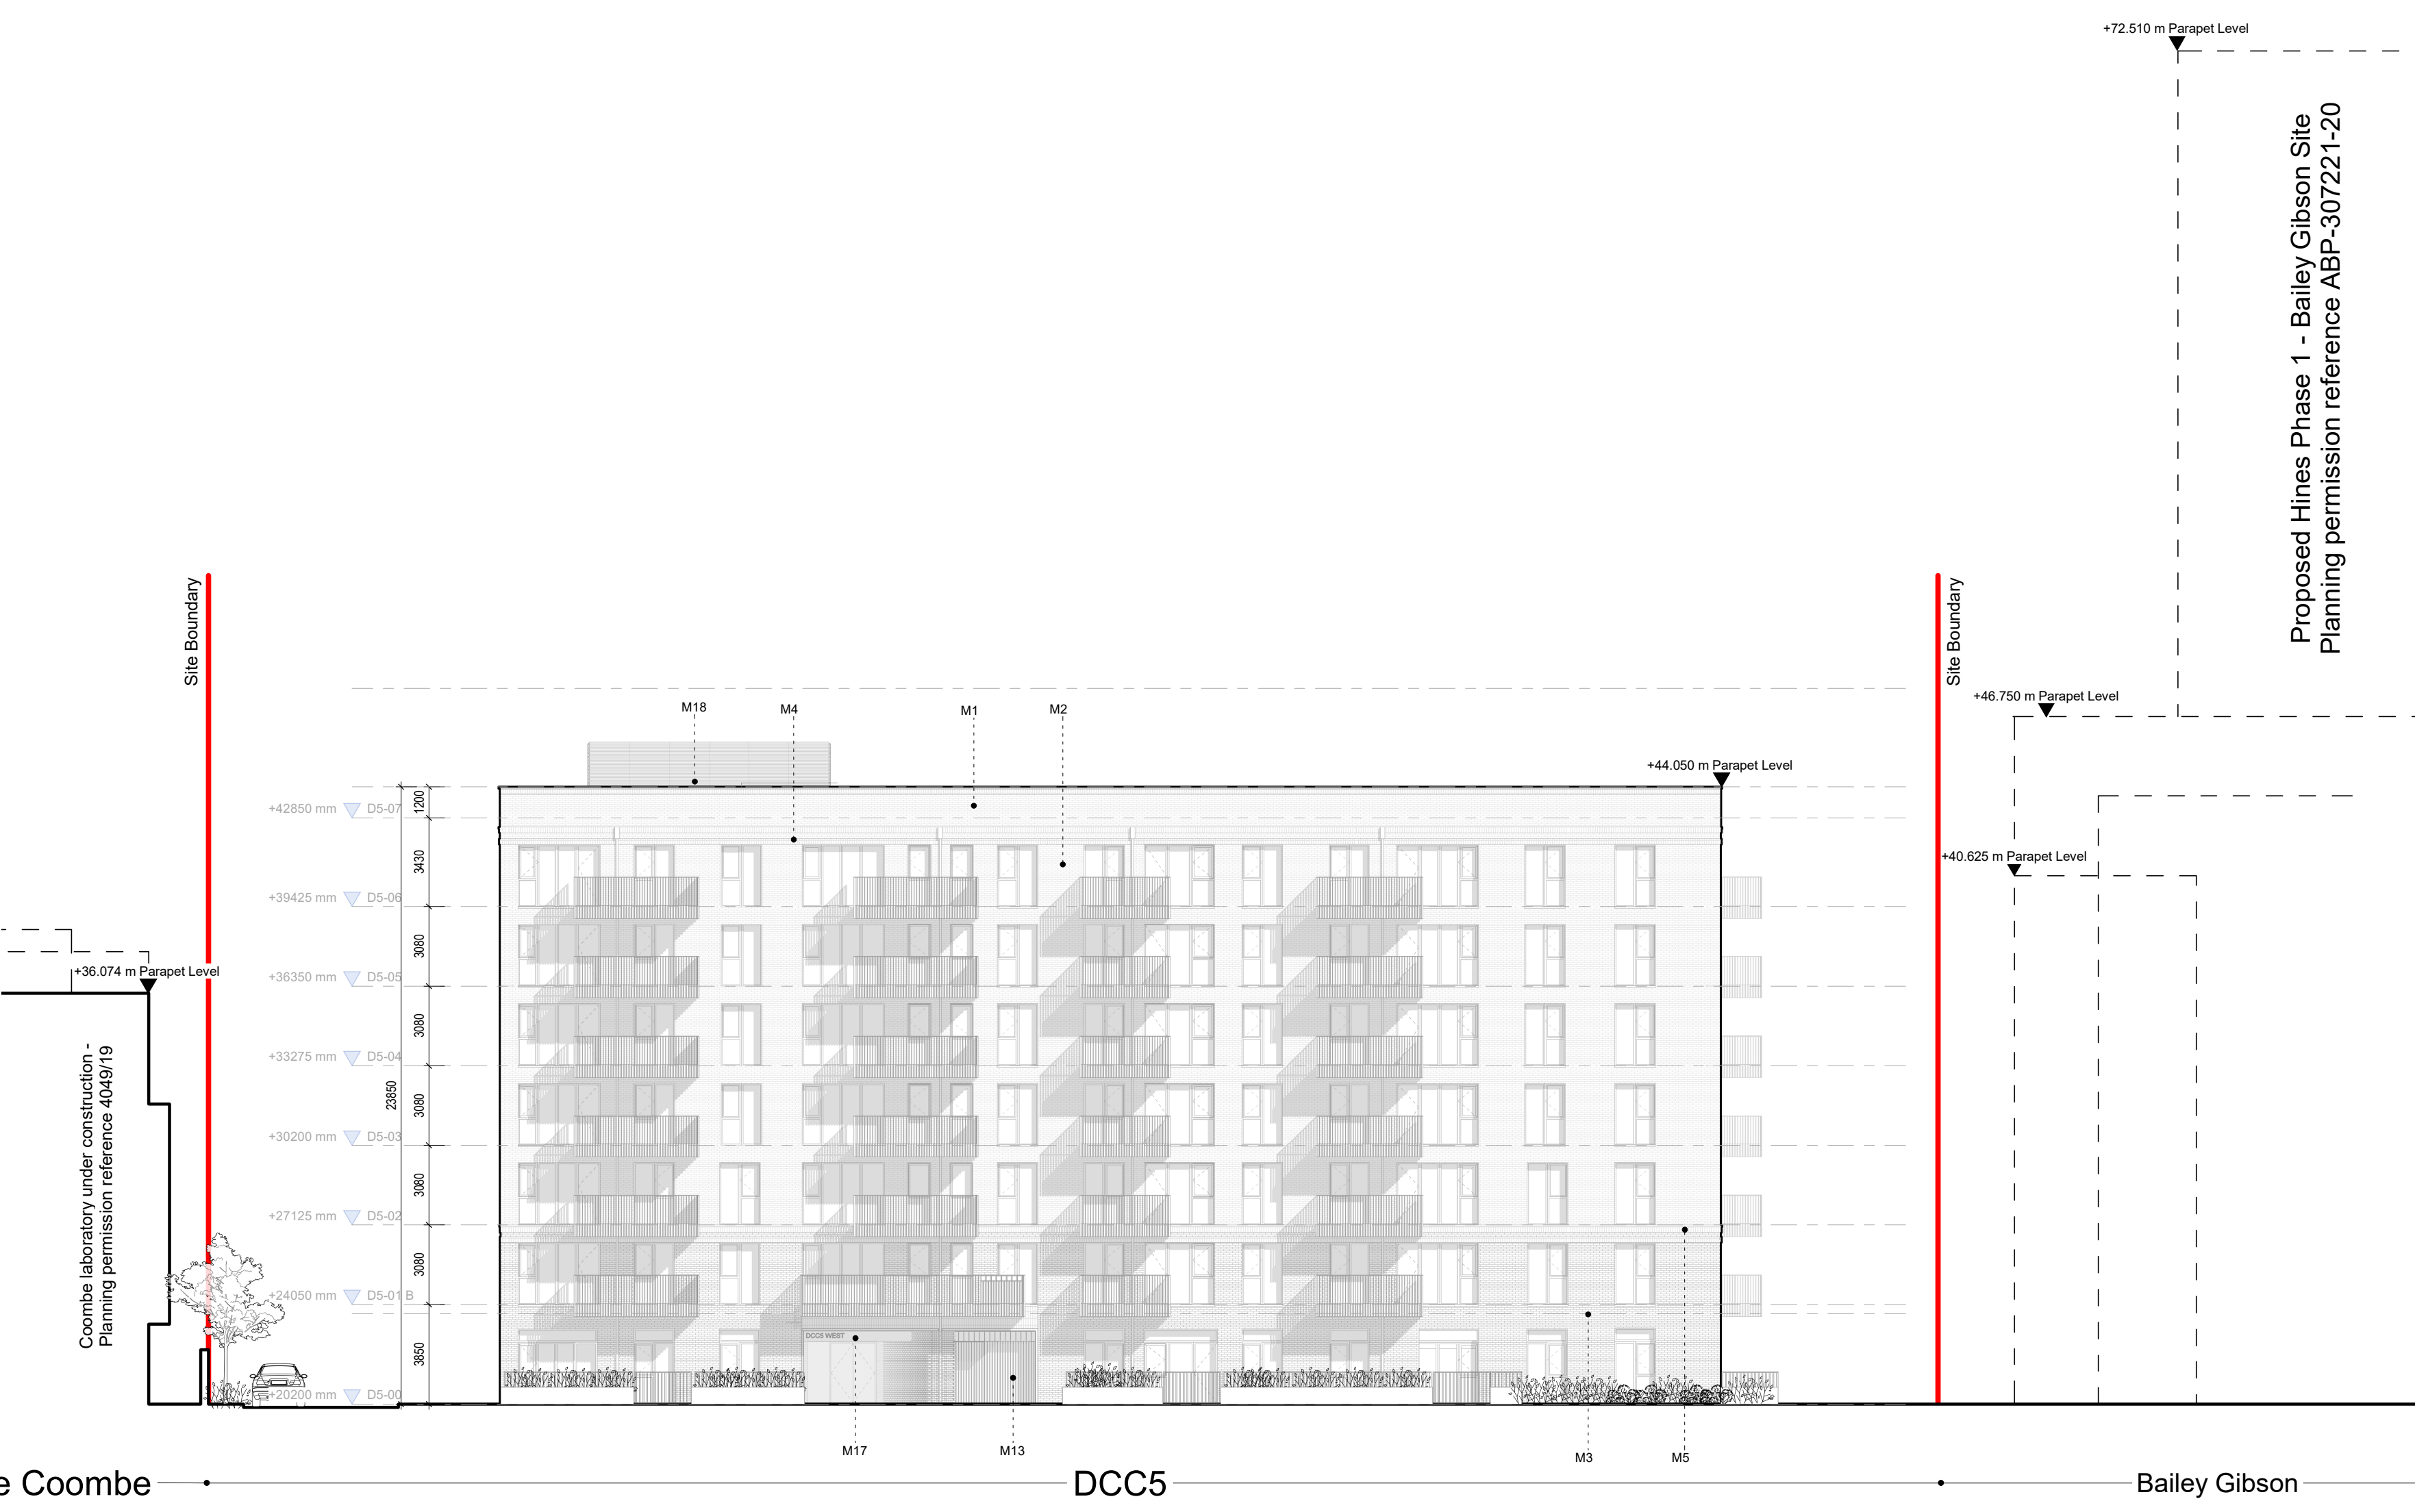 +72.510 m Parapet Level
Proposed Hines Phase 1 - Bailey Gibson Site
Planning permission reference ABP-307221-20
Site Boundary
Site Boundary
+46.750 m Parapet Level
M18
M4
M1
M2
+44.050 m Parapet Level
+42850 mm D5-07
1200
3430
+40.625 m Parapet Level
+39425 mm D5-06
3080
+36.074 m Parapet Level
+36350 mm D5-05
3080
+33275 mm D5-04
Coombe laboratory under construction -
Planning permission reference 4049/19
23850
3080
+30200 mm D5-03
3080
+27125 mm D5-02
3080
+24050 mm D5-01 B
DCC5 WEST
3850
+20200 mm D5-00
M17
M13
M3
M5
e Coombe
DCC5
Bailey Gibson